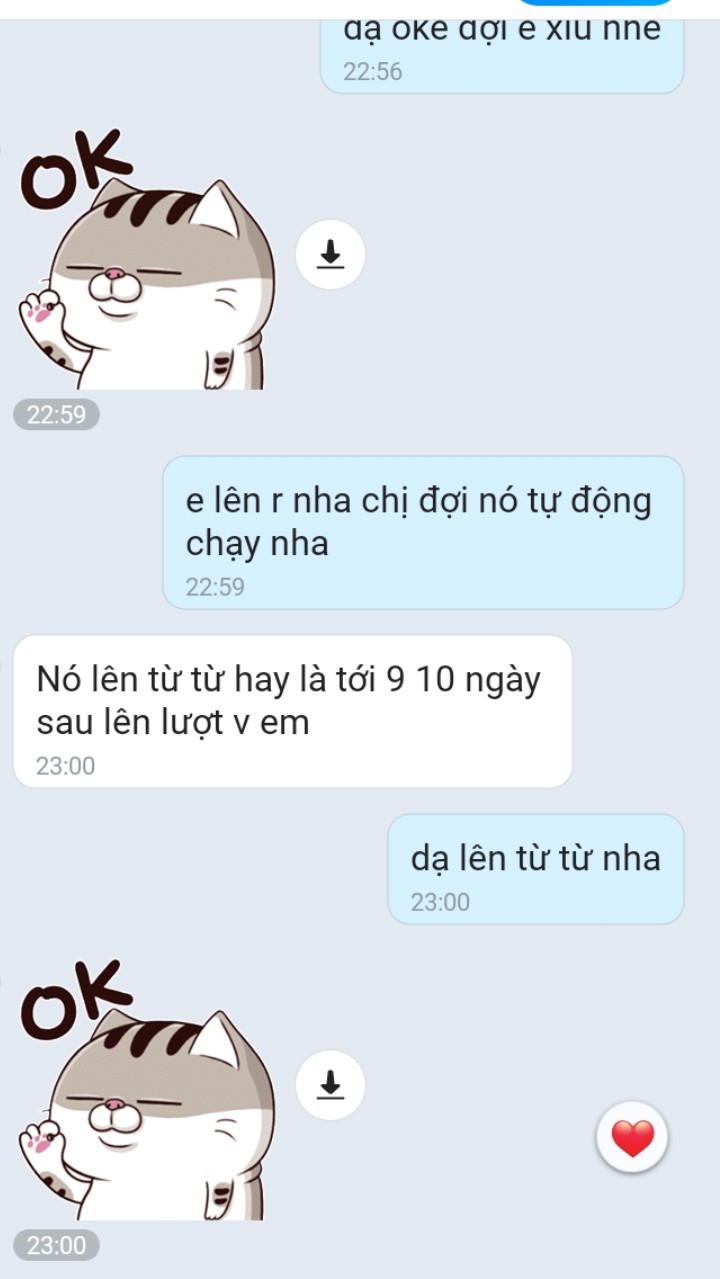 dạ oke đợi e xíu nhé
22:56
OK
22:59
e lên r nha chị đợi nó tự động
chạy nha
22:59
Nó lên từ từ hay là tới 9 10 ngày
sau lên lượt v em
23:00
dạ lên từ từ nha
23:00
OK
23:00